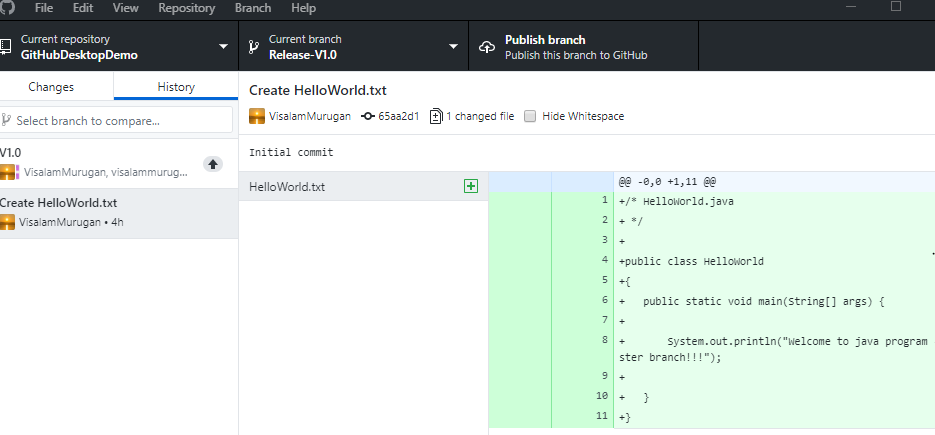 File Edit View Repository Branch Help
Current repository
GitHubDesktopDemo
Current branch
Release-V1.0
Publish branch
Publish this branch to GitHub
Changes History
Select branch to compare...
V1.0
VisalamMurugan, visalammurug...
Create HelloWorld.txt
VisalamMurugan • 4h
Create HelloWorld.txt
VisalamMurugan 65aa2d1 1 changed file Hide Whitespace
Initial commit
HelloWorld.txt
@@ -0,0 +1,11 @@
1 +/* HelloWorld.java
2 + */
3 +
4 +public class HelloWorld
5 +{
6 + public static void main(String[] args) {
7 +
8 + System.out.println("Welcome to java program
ster branch!!!");
9 +
10 + }
11 +}